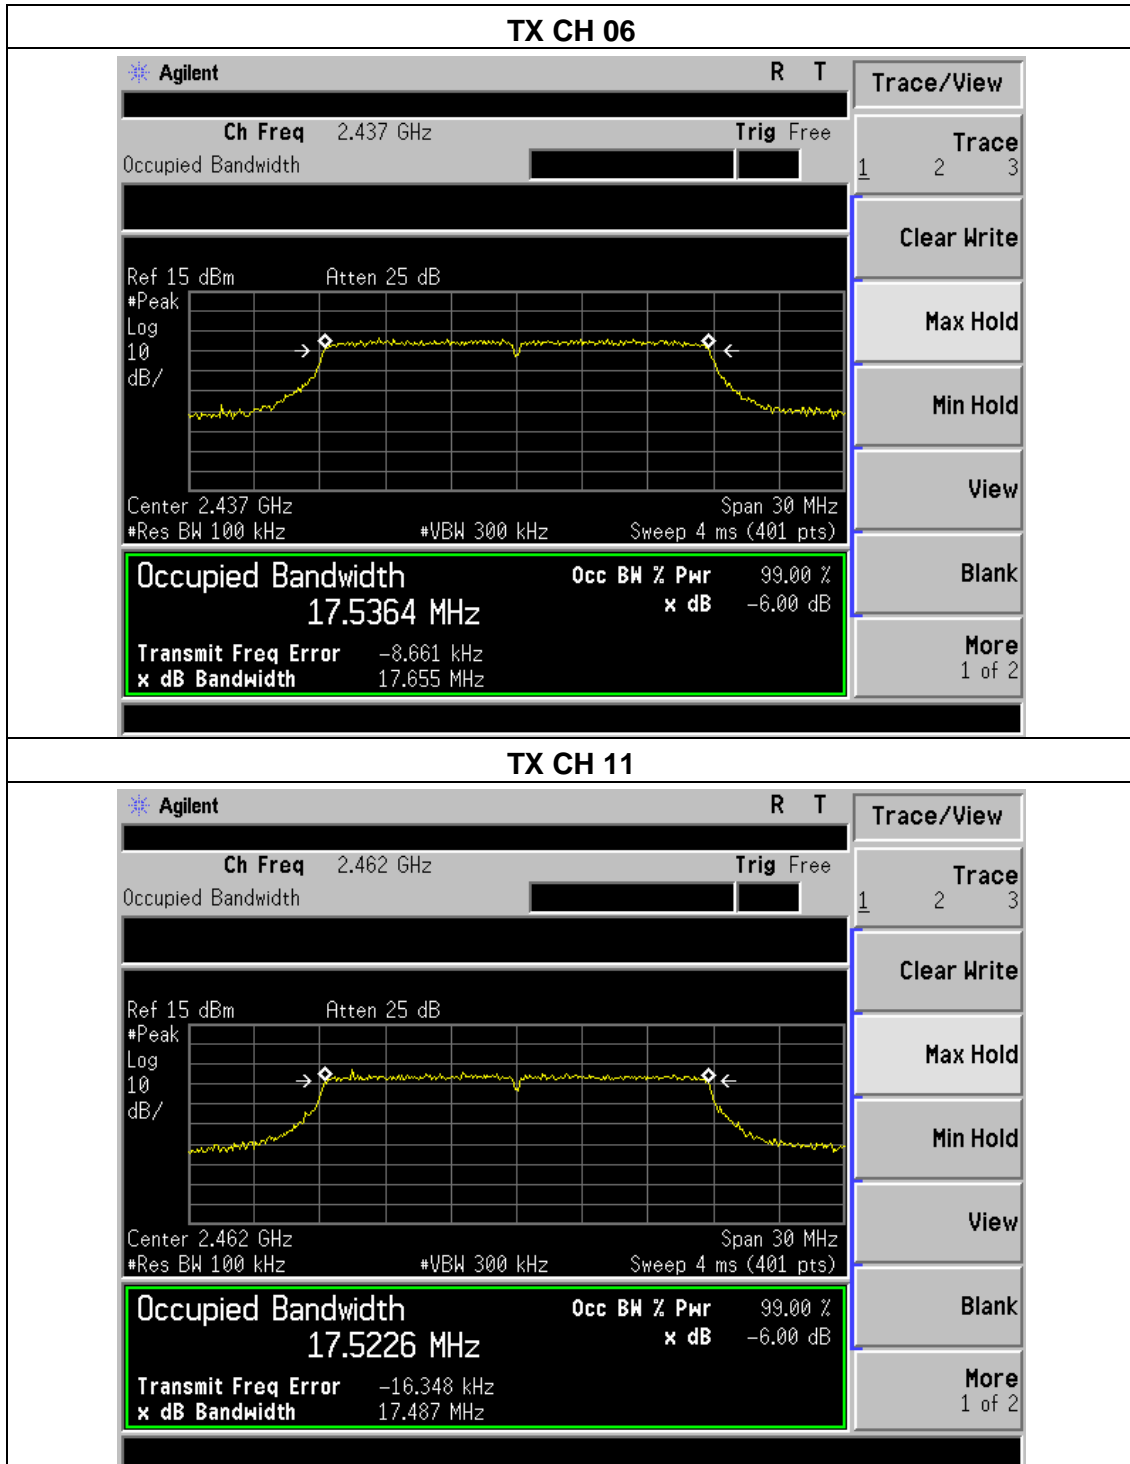 TX CH 06
Agilent R T
Trace/View
Ch Freq 2.437 GHz Trig Free
Occupied Bandwidth
Trace
1 2 3
Clear Write
Ref 15 dBm Atten 25 dB
#Peak
Log
10
dB/
Max Hold
Min Hold
View
Center 2.437 GHz Span 30 MHz
#Res BW 100 kHz #VBW 300 kHz Sweep 4 ms (401 pts)
Occupied Bandwidth Occ BW % Pwr 99.00 %
17.5364 MHz x dB -6.00 dB
Blank
Transmit Freq Error -8.661 kHz
x dB Bandwidth 17.655 MHz
More
1 of 2
TX CH 11
Agilent R T
Trace/View
Ch Freq 2.462 GHz Trig Free
Occupied Bandwidth
Trace
1 2 3
Clear Write
Ref 15 dBm Atten 25 dB
#Peak
Log
10
dB/
Max Hold
Min Hold
View
Center 2.462 GHz Span 30 MHz
#Res BW 100 kHz #VBW 300 kHz Sweep 4 ms (401 pts)
Occupied Bandwidth Occ BW % Pwr 99.00 %
17.5226 MHz x dB -6.00 dB
Blank
Transmit Freq Error -16.348 kHz
x dB Bandwidth 17.487 MHz
More
1 of 2